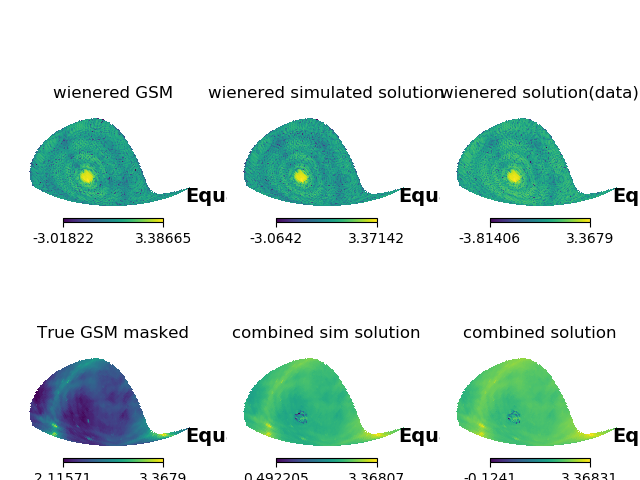 wienered GSM
wienered simulated solution
wienered solution(data)
Equ
Equ
Eq
-3.01822 3.38665
-3.0642 3.37142
-3.81406 3.3679
True GSM masked
combined sim solution
combined solution
Equ
Equ
Eq
2.11571 3.3679
0.492205 3.36807
-0.1241 3.36831